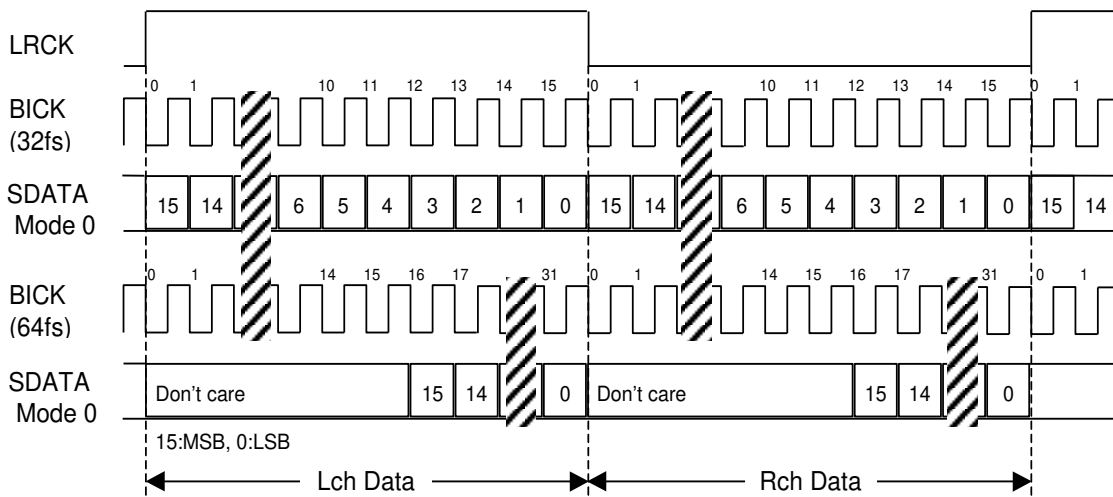 LRCK
0 1 10 11 12 13 14 15 0 1 10 11 12 13 14 15 0 1
BICK
(32fs)
SDATA
Mode 0
15 14 6 5 4 3 2 1 0 15 14 6 5 4 3 2 1 0 15 14
0 1 14 15 16 17 31 0 1 14 15 16 17 31 0 1
BICK
(64fs)
SDATA
Mode 0
Don't care 15 14 0 Don't care 15 14 0
15:MSB, 0:LSB
Lch Data Rch Data